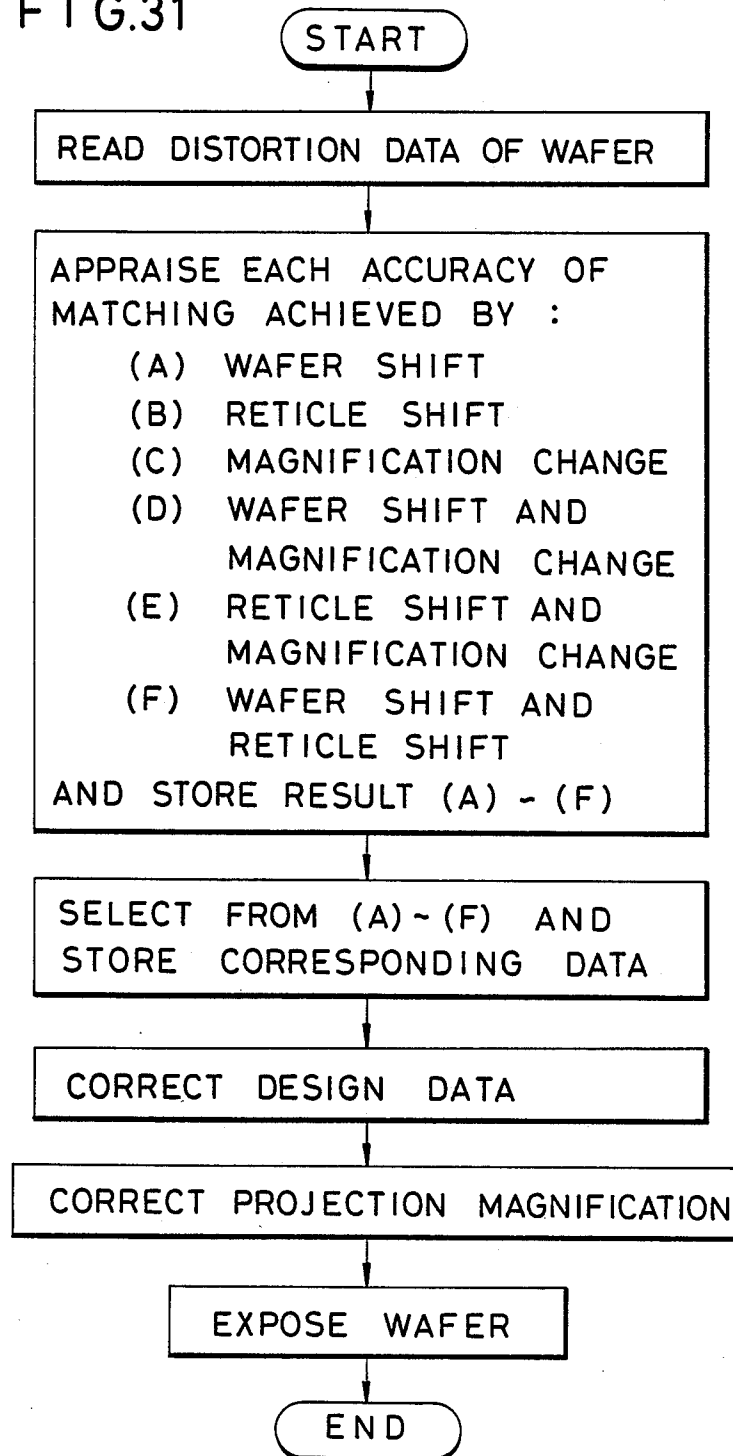 FIG.31
START
READ DISTORTION DATA OF WAFER
APPRAISE EACH ACCURACY OF
MATCHING ACHIEVED BY :
(A) WAFER SHIFT
(B) RETICLE SHIFT
(C) MAGNIFICATION CHANGE
(D) WAFER SHIFT AND
MAGNIFICATION CHANGE
(E) RETICLE SHIFT AND
MAGNIFICATION CHANGE
(F) WAFER SHIFT AND
RETICLE SHIFT
AND STORE RESULT (A) - (F)
SELECT FROM (A) ~ (F) AND
STORE CORRESPONDING DATA
CORRECT DESIGN DATA
CORRECT PROJECTION MAGNIFICATION
EXPOSE WAFER
END